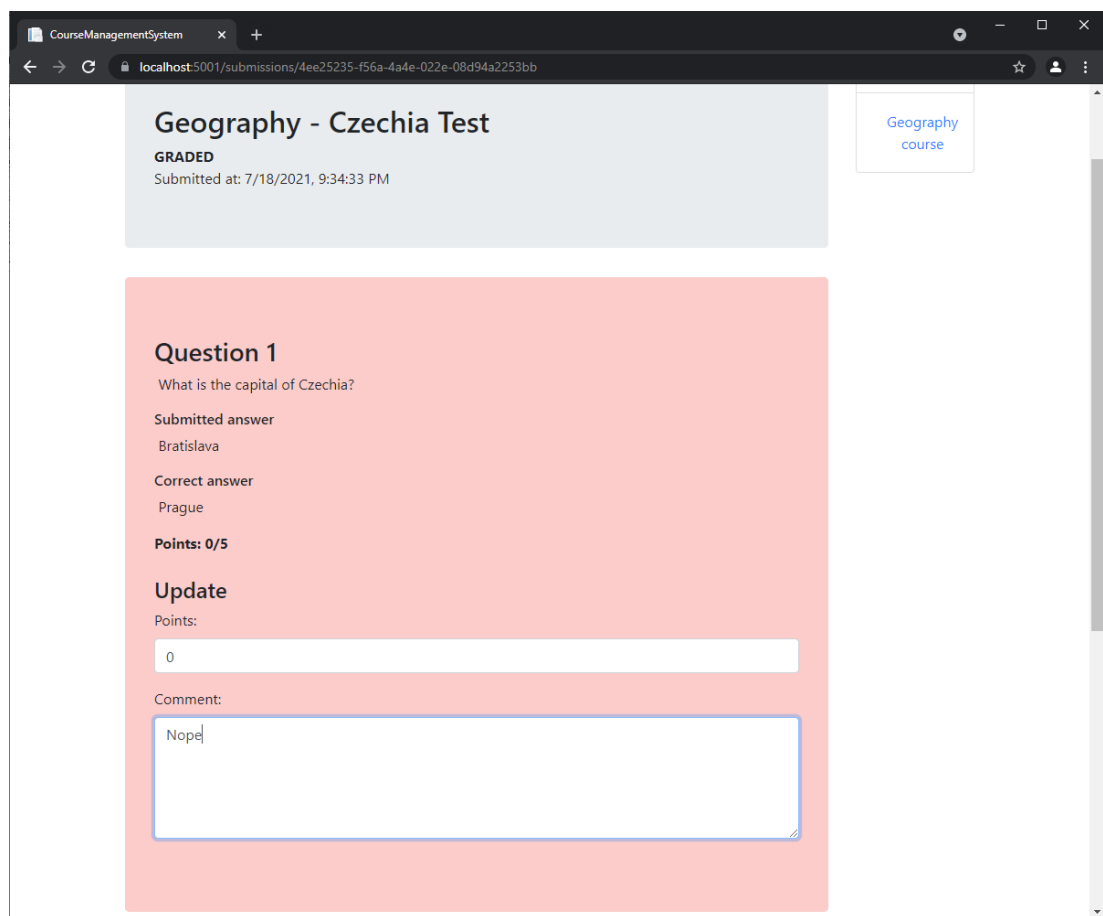 CourseManagementSystem
localhost:5001/submissions/4ee25235-f56a-4a4e-022e-08d94a2253bb
Geography - Czechia Test
GRADED
Submitted at: 7/18/2021, 9:34:33 PM
Geography
course
Question 1
What is the capital of Czechia?
Submitted answer
Bratislava
Correct answer
Prague
Points: 0/5
Update
Points:
0
Comment:
Nope